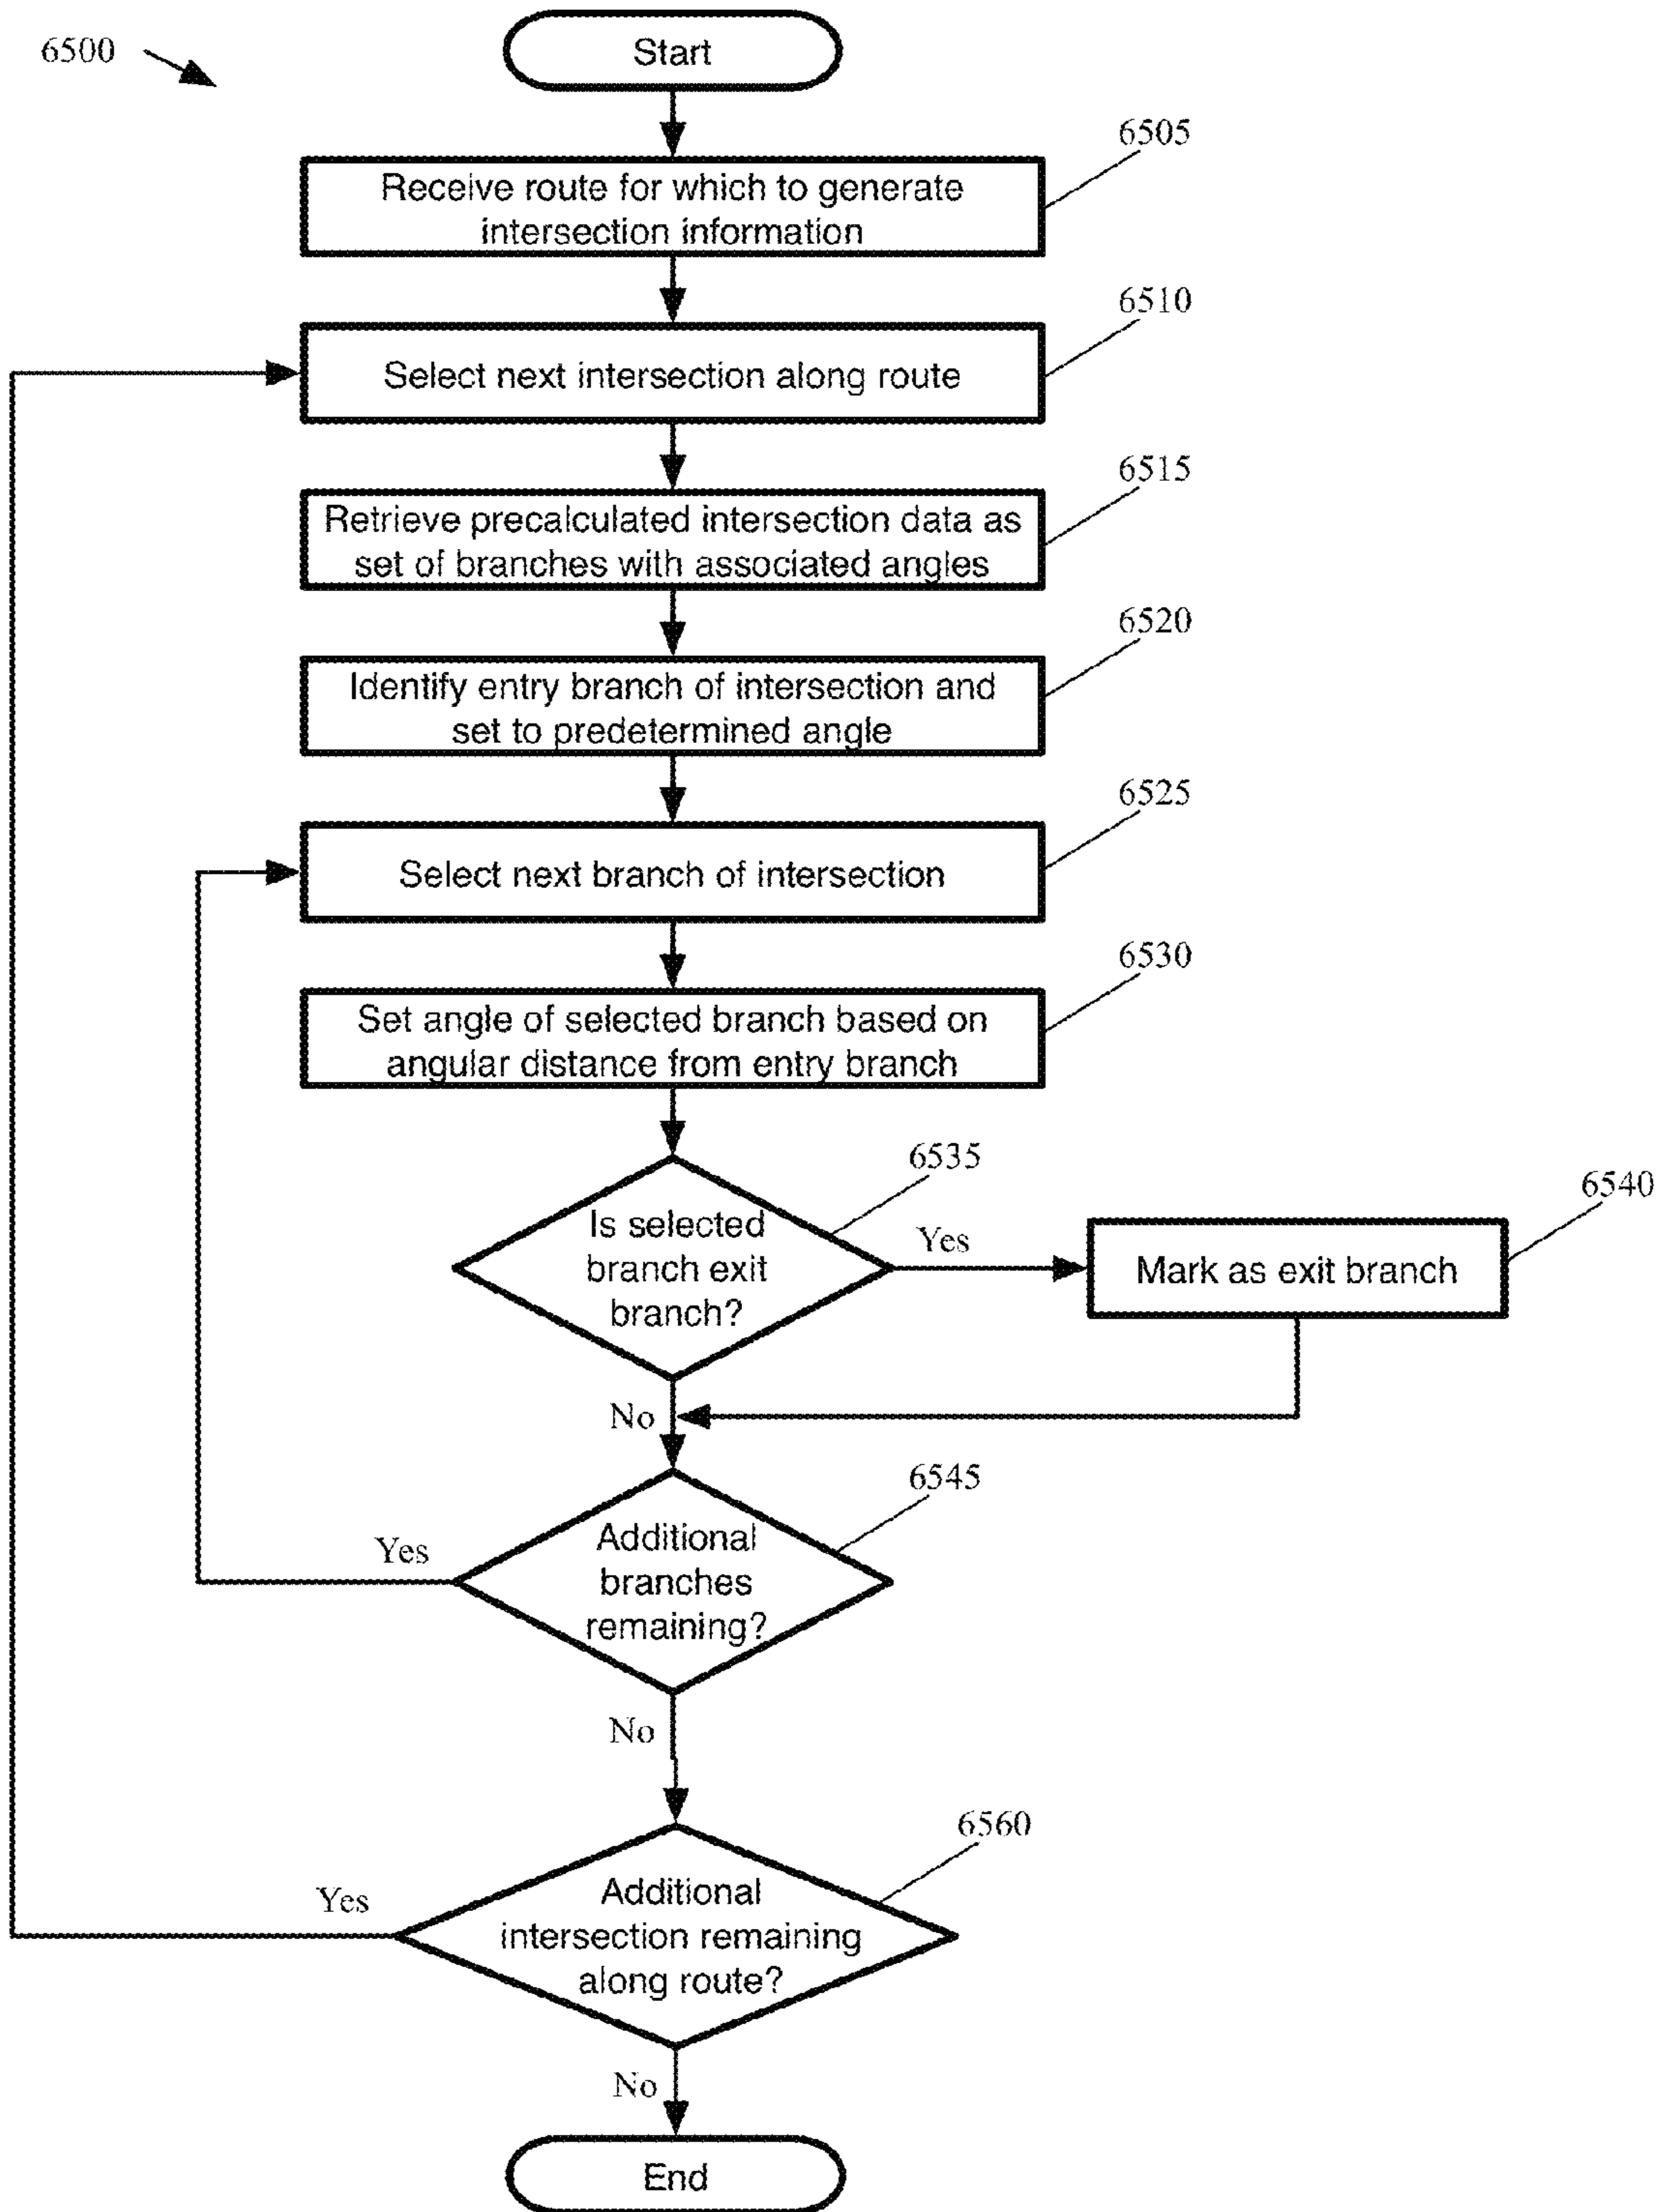 6500
Start
6505
Receive route for which to generate
intersection information
6510
Select next intersection along route
6515
Retrieve precalculated intersection data as
set of branches with associated angles
6520
Identify entry branch of intersection and
set to predetermined angle
6525
Select next branch of intersection
6530
Set angle of selected branch based on
angular distance from entry branch
6535
Is selected
branch exit
branch?
Yes
6540
Mark as exit branch
No
6545
Additional
branches
remaining?
Yes
No
6560
Additional
intersection remaining
along route?
Yes
No
End